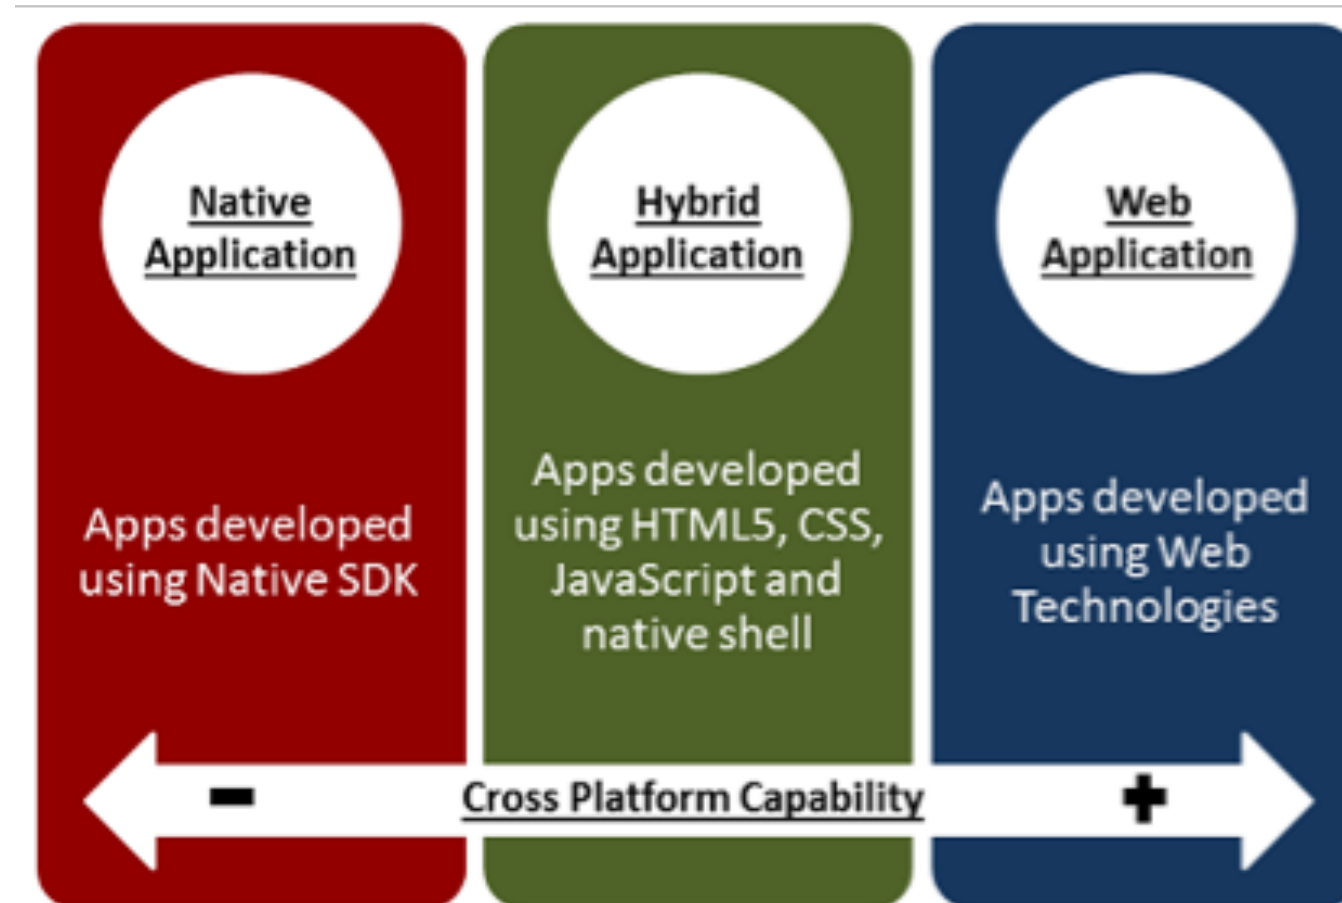 Native
Application
Hybrid
Application
Web
Application
Apps developed
using Native SDK
Apps developed
using HTML5, CSS,
JavaScript and
native shell
Apps developed
using Web
Technologies
-
Cross Platform Capability
+